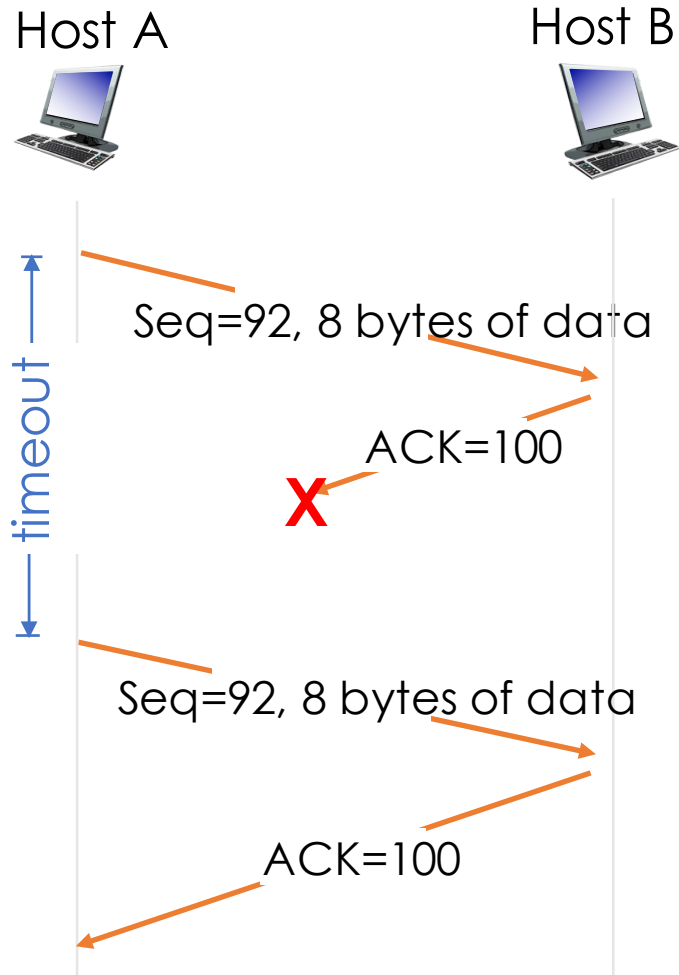 Host A
Host B
Seq=92, 8 bytes of data
ACK=100
X
timeout
Seq=92, 8 bytes of data
ACK=100